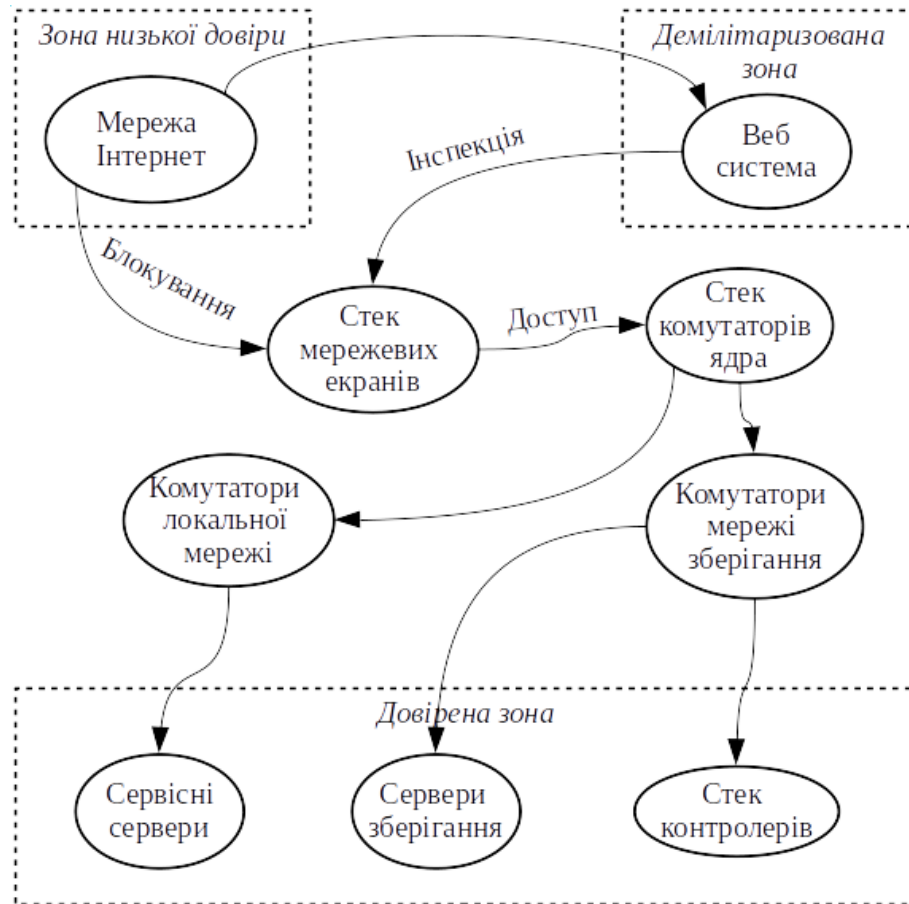 Зона низької довіри
Демілітаризована
зона
Мережа
Інтернет
Веб
система
Інспекція
Блокування
Стек
мережевих
екранів
Доступ
Стек
комутаторів
ядра
Комутатори
локальної
мережі
Комутатори
мережі
зберігання
Довірена зона
Сервісні
сервери
Сервери
зберігання
Стек
контролерів